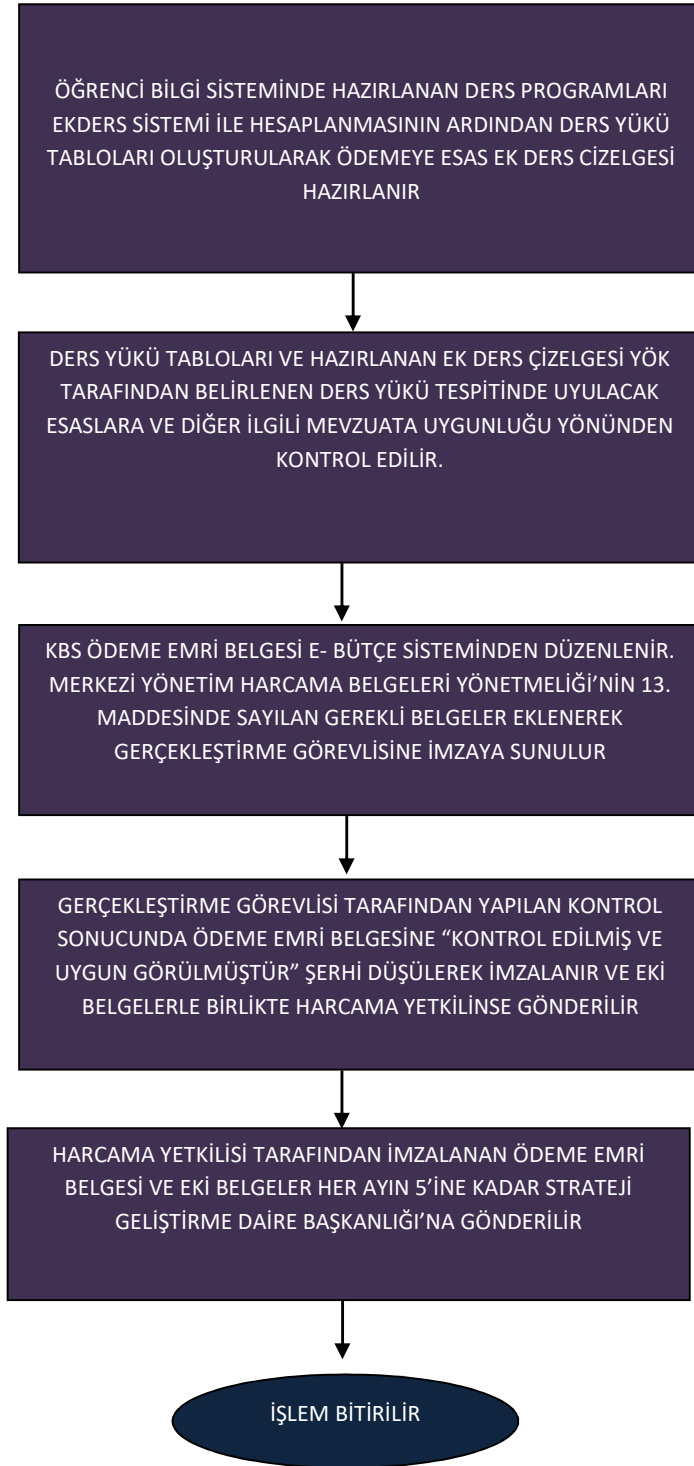 ÖĞRENCİ BİLGİ SİSTEMİNDE HAZIRLANAN DERS PROGRAMLARI
EKDERS SİSTEMİ İLE HESAPLANMASININ ARDINDAN DERS YÜKÜ
TABLOLARI OLUŞTURULARAK ÖDEMEYE ESAS EK DERS CİZELGESİ
HAZIRLANIR
DERS YÜKÜ TABLOLARI VE HAZIRLANAN EK DERS ÇİZELGESİ YÖK
TARAFINDAN BELİRLENEN DERS YÜKÜ TESPİTİNDE UYULACAK
ESASLARA VE DİĞER İLGİLİ MEVZUATA UYGUNLUĞU YÖNÜNDEN
KONTROL EDİLİR.
KBS ÖDEME EMRİ BELGESİ E- BÜTÇE SİSTEMİNDEN DÜZENLENİR.
MERKEZİ YÖNETİM HARCAMA BELGELERİ YÖNETMELİĞİ’NİN 13.
MADDESİNDE SAYILAN GEREKLİ BELGELER EKLENEREK
GERÇEKLEŞTİRME GÖREVLİSİNE İMZAYA SUNULUR
GERÇEKLEŞTİRME GÖREVLİSİ TARAFINDAN YAPILAN KONTROL
SONUCUNDA ÖDEME EMRİ BELGESİNE “KONTROL EDİLMİŞ VE
UYGUN GÖRÜLMÜŞTÜR” ŞERHİ DÜŞÜLEREK İMZALANIR VE EKİ
BELGELERLE BİRLİKTE HARCAMA YETKİLİNSE GÖNDERİLİR
HARCAMA YETKİLİSİ TARAFINDAN İMZALANAN ÖDEME EMRİ
BELGESİ VE EKİ BELGELER HER AYIN 5’İNE KADAR STRATEJİ
GELİŞTİRME DAİRE BAŞKANLIĞI’NA GÖNDERİLİR
İŞLEM BİTİRİLİR